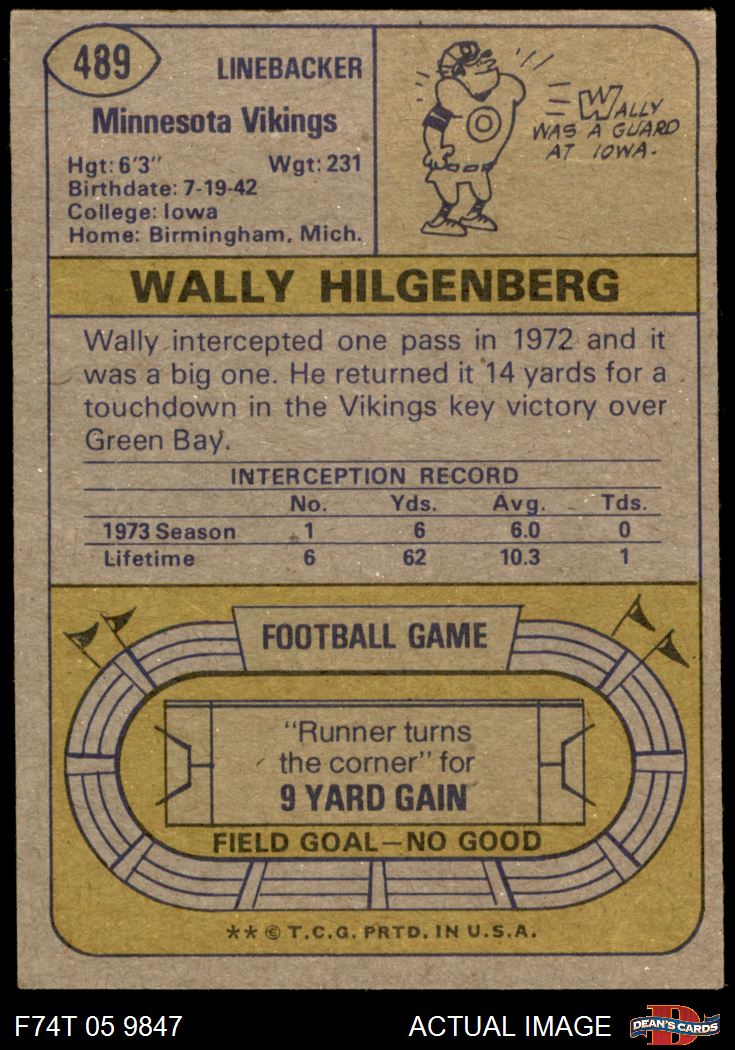 489
LINEBACKER
Minnesota Vikings
Hgt: 6'3" Wgt: 231
Birthdate: 7-19-42
College: Iowa
Home: Birmingham, Mich.
WALLY
WAS A GUARD
AT IOWA.
WALLY HILGENBERG
Wally intercepted one pass in 1972 and it
was a big one. He returned it 14 yards for a
touchdown in the Vikings key victory over
Green Bay.
INTERCEPTION RECORD
No. Yds. Avg. Tds.
1973 Season 1 6 6.0 0
Lifetime 6 62 10.3 1
FOOTBALL GAME
"Runner turns
the corner" for
9 YARD GAIN
FIELD GOAL—NO GOOD
** © T.C.G. PRTD. IN U.S.A.
F74T 05 9847 ACTUAL IMAGE
D
DEAN'S CARDS